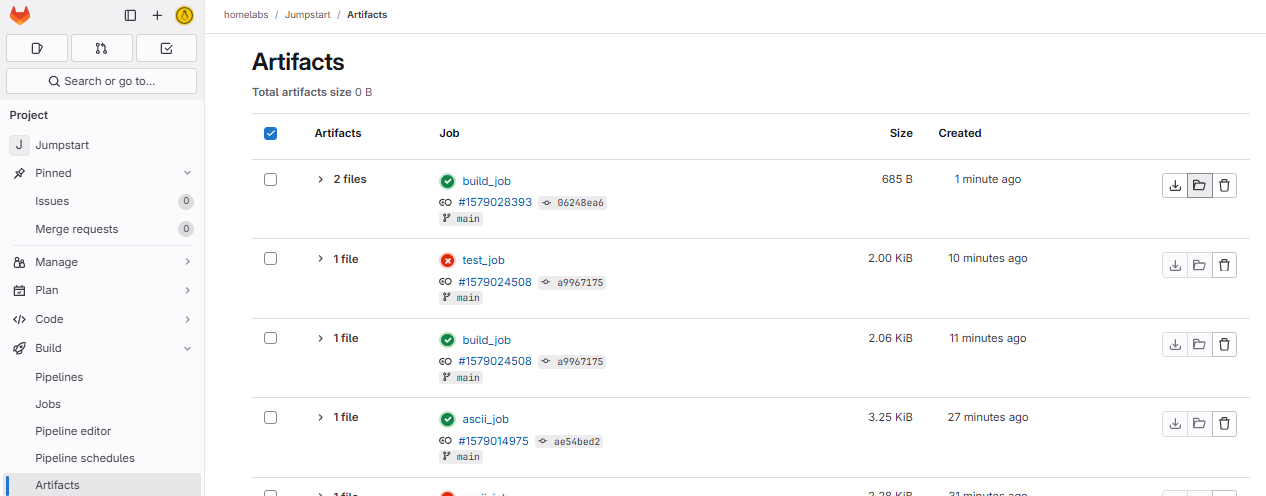 homelabs / Jumpstart / Artifacts
Search or go to...
Project
J Jumpstart
Pinned
Issues 0
Merge requests 0
Manage
Plan
Code
Build
Pipelines
Jobs
Pipeline editor
Pipeline schedules
Artifacts
Artifacts
Total artifacts size 0 B
Artifacts Job Size Created
2 files build_job 685 B 1 minute ago
#1579028393 06248ea6
main
1 file test_job 2.00 KiB 10 minutes ago
#1579024508 a9967175
main
1 file build_job 2.06 KiB 11 minutes ago
#1579024508 a9967175
main
1 file ascii_job 3.25 KiB 27 minutes ago
#1579014975 ae54bed2
main
1 file 2.28 KiB 31 minutes ago